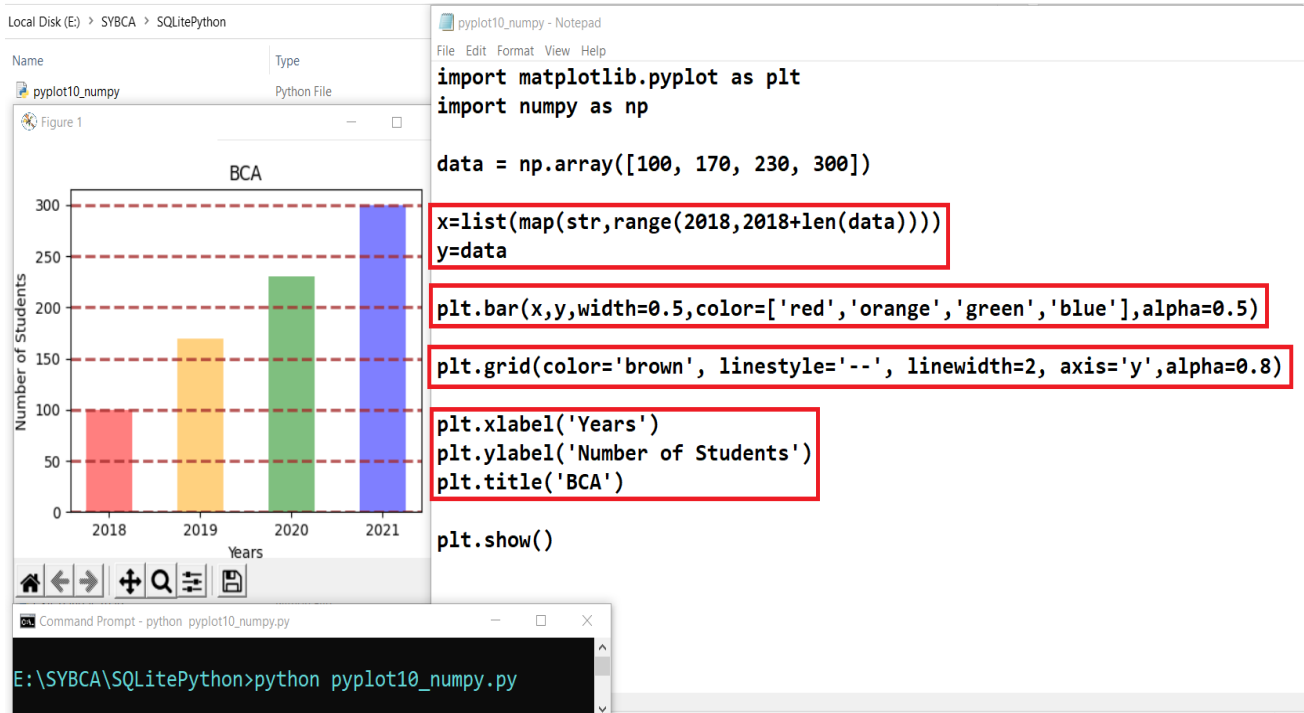 Local Disk (E:) > SYBCA > SQLitePython
Name Type
pyplot10_numpy Python File
Figure 1
BCA
300
250
200
150
100
50
0
Number of Students
2018 2019 2020 2021
Years
pyplot10_numpy - Notepad
File Edit Format View Help
import matplotlib.pyplot as plt
import numpy as np
data = np.array([100, 170, 230, 300])
x=list(map(str,range(2018,2018+len(data))))
y=data
plt.bar(x,y,width=0.5,color=['red','orange','green','blue'],alpha=0.5)
plt.grid(color='brown', linestyle='--', linewidth=2, axis='y',alpha=0.8)
plt.xlabel('Years')
plt.ylabel('Number of Students')
plt.title('BCA')
plt.show()
Command Prompt - python pyplot10_numpy.py
E:\SYBCA\SQLitePython>python pyplot10_numpy.py